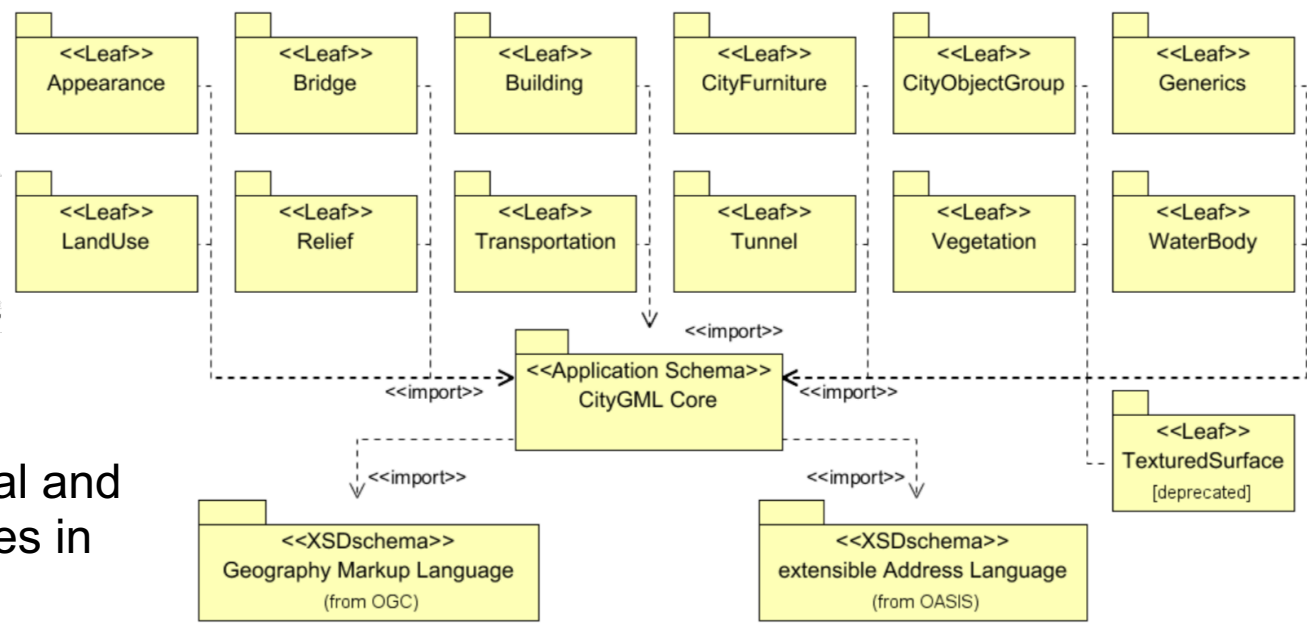 <<Leaf>>
Appearance
<<Leaf>>
Bridge
<<Leaf>>
Building
<<Leaf>>
CityFurniture
<<Leaf>>
CityObjectGroup
<<Leaf>>
Generics
<<Leaf>>
LandUse
<<Leaf>>
Relief
<<Leaf>>
Transportation
<<Leaf>>
Tunnel
<<Leaf>>
Vegetation
<<Leaf>>
WaterBody
<<import>>
<<import>>
<<Application Schema>>
CityGML Core
<<import>>
<<Leaf>>
TexturedSurface
[deprecated]
al and
es in
<<import>>
<<import>>
<<XSDschema>>
Geography Markup Language
(from OGC)
<<XSDschema>>
extensible Address Language
(from OASIS)